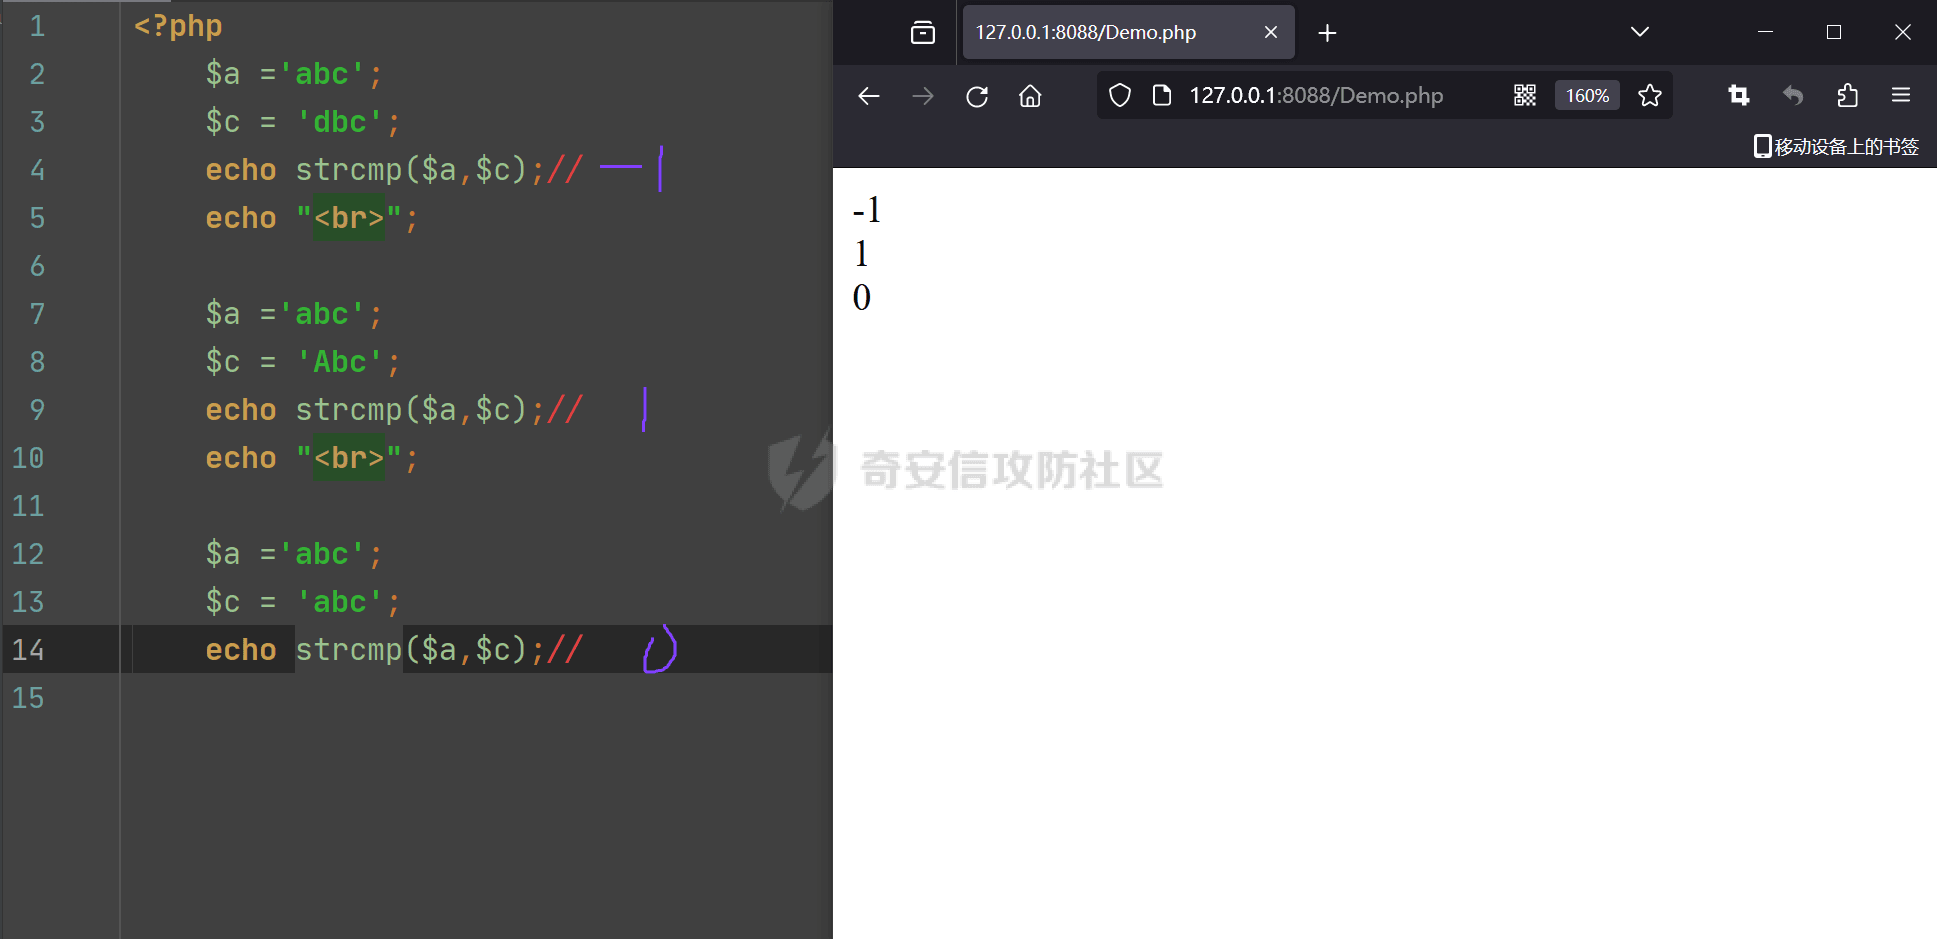 1 <?php
2 $a ='abc';
3 $c = 'dbc';
4 echo strcmp($a,$c);// — 1
5 echo "<br>";
6
7 $a ='abc';
8 $c = 'Abc';
9 echo strcmp($a,$c);// 1
10 echo "<br>";
11
12 $a ='abc';
13 $c = 'abc';
14 echo strcmp($a,$c);// 0
15
127.0.0.1:8088/Demo.php
127.0.0.1:8088/Demo.php 160%
移动设备上的书签
-1
1
0
奇安信攻防社区